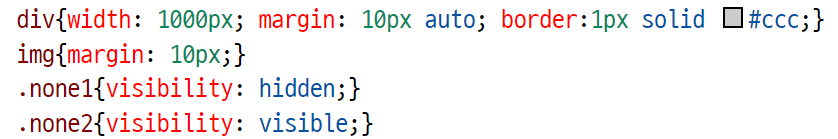 div{width: 1000px; margin: 10px auto; border:1px solid #ccc;}
img{margin: 10px;}
.none1{visibility: hidden;}
.none2{visibility: visible;}